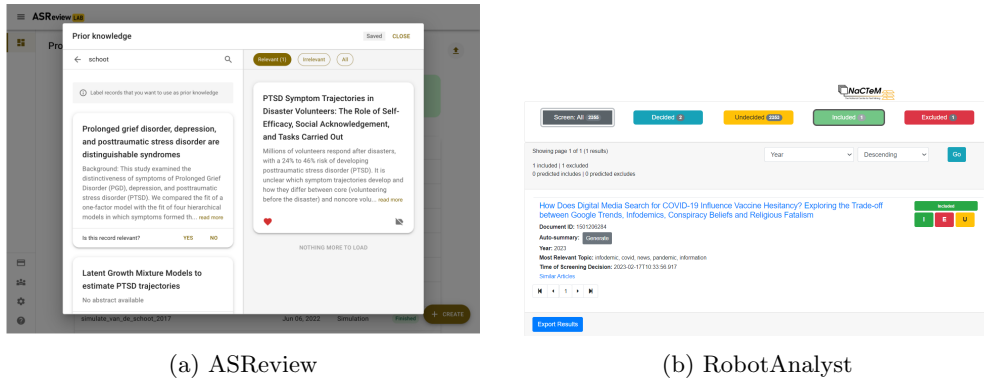 ASReview LAB
Pro
Prior knowledge
Saved CLOSE
schoot
Label records that you want to use as prior knowledge
Prolonged grief disorder, depression,
and posttraumatic stress disorder are
distinguishable syndromes
Background: This study examined the
distinctiveness of symptoms of Prolonged Grief
Disorder (PGD), depression, and posttraumatic
stress disorder (PTSD). We compared the fit of a
one-factor model with the fit of four hierarchical
models in which symptoms formed th... read more
Is this record relevant? YES NO
Latent Growth Mixture Models to
estimate PTSD trajectories
No abstract available
Relevant (1) Irrelevant All
PTSD Symptom Trajectories in
Disaster Volunteers: The Role of Self-
Efficacy, Social Acknowledgement,
and Tasks Carried Out
Millions of volunteers respond after disasters,
with a 24% to 46% risk of developing
posttraumatic stress disorder (PTSD). It is
unclear which symptom trajectories develop and
how they differ between core (volunteering
before the disaster) and noncore volu... read more
NOTHING MORE TO LOAD
simulate_van_de_schoot_2017 Jun 06, 2022 Simulation Finished
+ CREATE
(a) ASReview
NaCTeM
Screen: All 3355 Decided 2 Undecided 3353 Included 1 Excluded 1
Showing page 1 of 1 (1 results)
1 included | 1 excluded
0 predicted includes | 0 predicted excludes
Year Descending Go
How Does Digital Media Search for COVID-19 Influence Vaccine Hesitancy? Exploring the Trade-off
between Google Trends, Infodemics, Conspiracy Beliefs and Religious Fatalism
Included
I E U
Document ID: 1501206284
Auto-summary: Generate
Year: 2023
Most Relevant Topic: infodemic, covid, news, pandemic, information
Time of Screening Decision: 2023-02-17T10:33:56.917
Similar Articles
1
Export Results
(b) RobotAnalyst